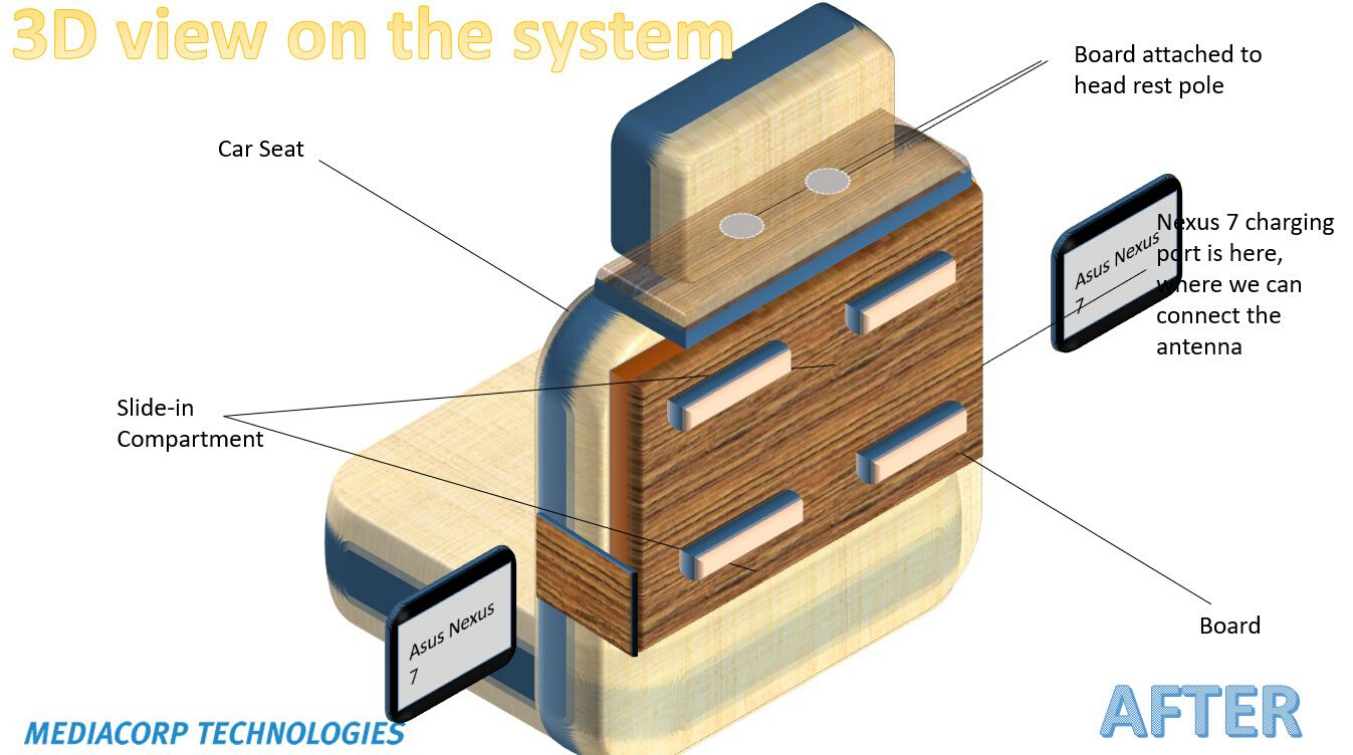 3D view on the system
Board attached to
head rest pole
Car Seat
Nexus 7 charging
port is here,
where we can
connect the
antenna
Asus Nexus
7
Slide-in
Compartment
Board
Asus Nexus
7
MEDIACORP TECHNOLOGIES
AFTER